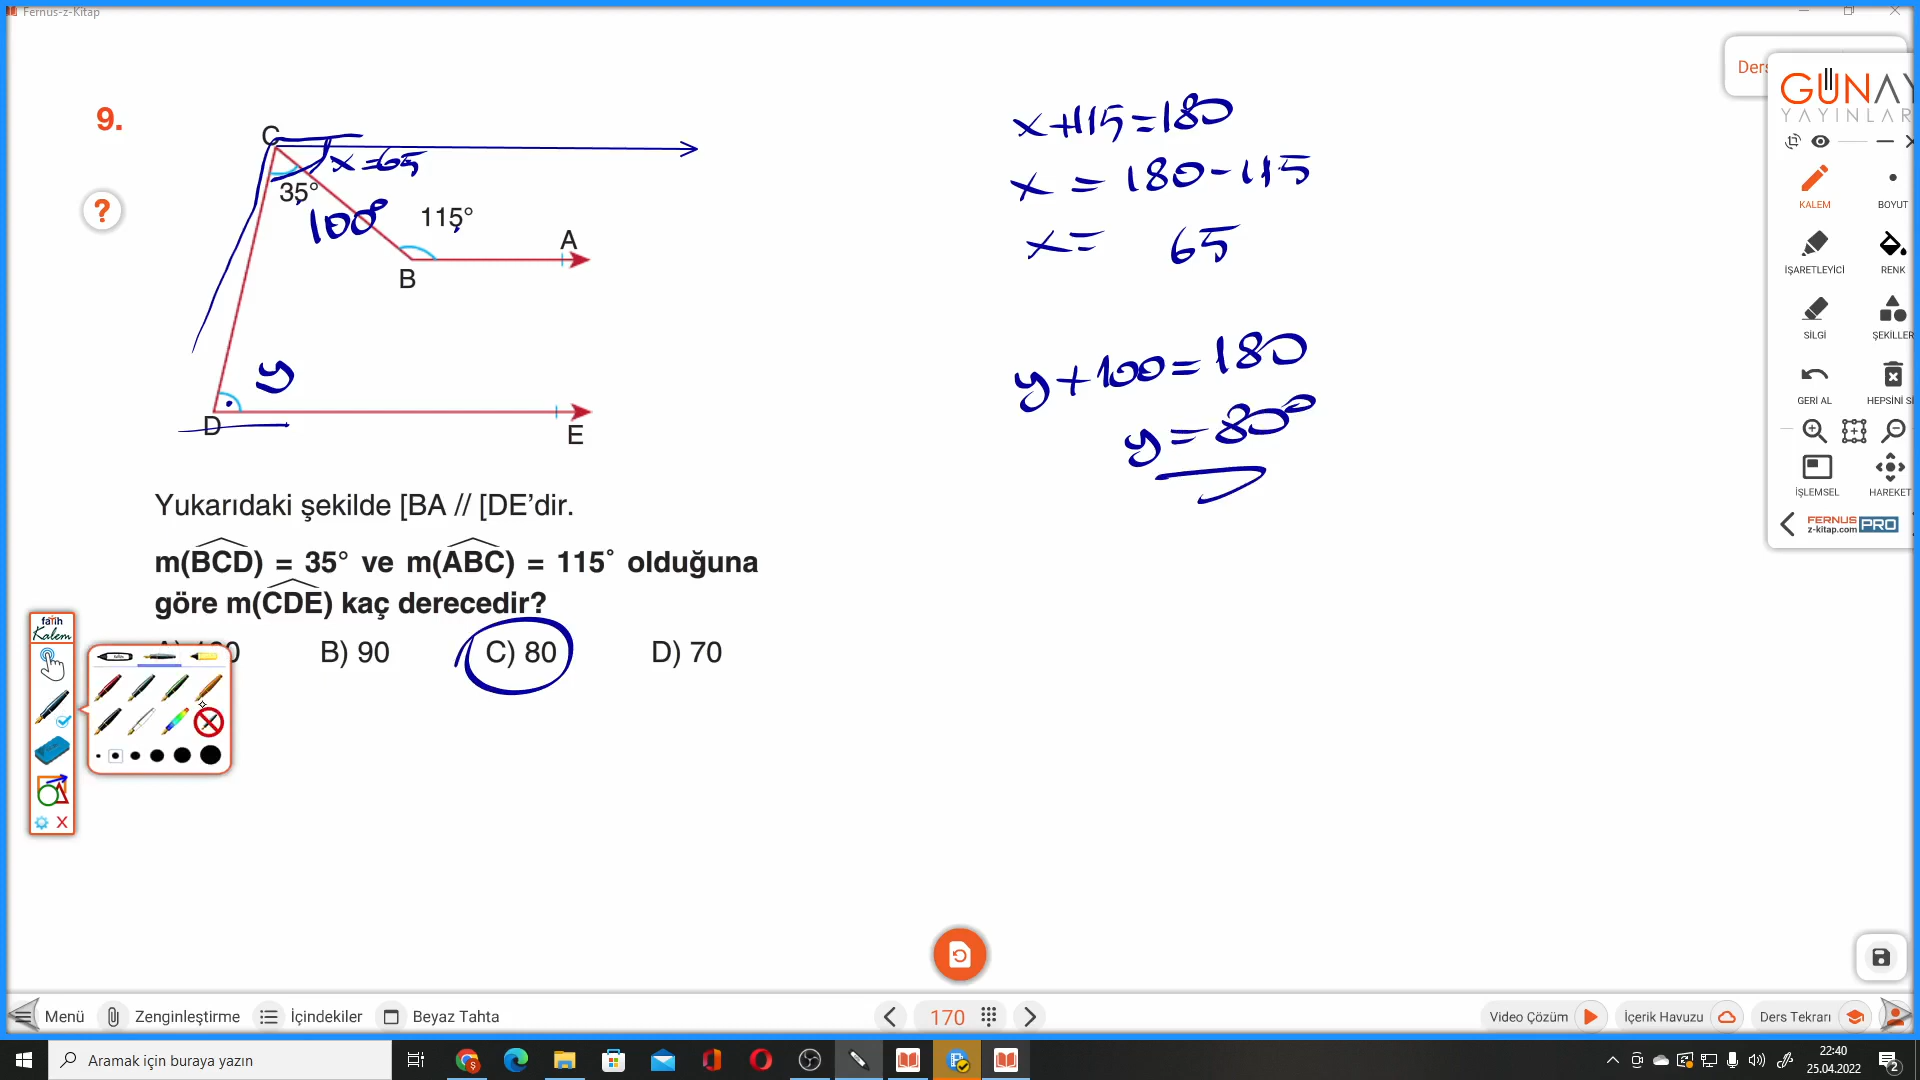 Fernus-z-Kitap
9.
C
x=65
35°
100°
115°
A
B
y
D
E
x+115=180
x = 180-115
x= 65
y+100=180
y=80°
Yukarıdaki şekilde [BA // [DE'dir.
m(BCD) = 35° ve m(ABC) = 115° olduğuna
göre m(CDE) kaç derecedir?
B) 90
C) 80
D) 70
fatih
Kalem
Ders
GÜNAY
YAYINLAR
KALEM
BOYUT
İŞARETLEYİCİ
RENK
SİLGİ
ŞEKİLLER
GERİ AL
HEPSİNİ Sİ
İŞLEMSEL
HAREKET
FERNUS
z-kitap.com PRO
Menü
Zenginleştirme
İçindekiler
Beyaz Tahta
170
Video Çözüm
İçerik Havuzu
Ders Tekrarı
Aramak için buraya yazın
22:40
25.04.2022
2